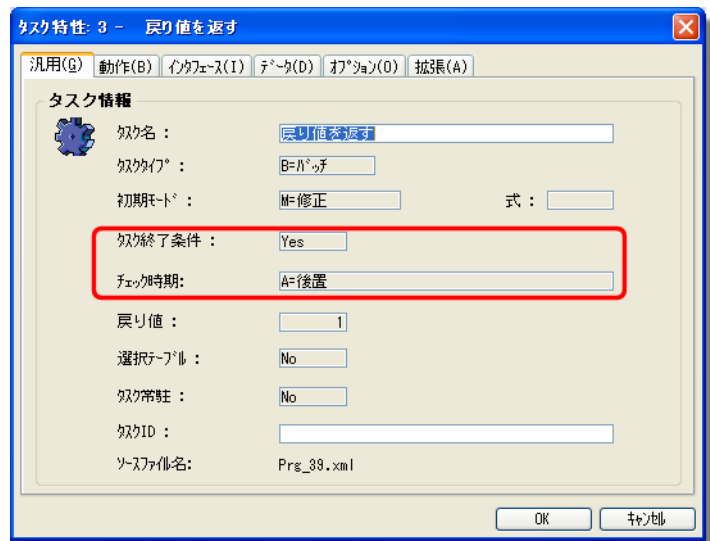 ﾀｽｸ特性: 3 - 戻り値を返す
汎用(G) 動作(B) ｲﾝﾀﾌｪｰｽ(I) ﾃﾞｰﾀ(D) ｵﾌﾟｼｮﾝ(O) 拡張(A)
タスク情報
ﾀｽｸ名： 戻り値を返す
ﾀｽｸﾀｲﾌﾟ： B=ﾊﾞｯﾁ
初期ﾓｰﾄﾞ： M=修正 式：
ﾀｽｸ終了条件： Yes
ﾁｪｯｸ時期: A=後置
戻り値： 1
選択ﾃｰﾌﾞﾙ： No
ﾀｽｸ常駐： No
ﾀｽｸID：
ｿｰｽﾌｧｲﾙ名: Prg_39.xml
OK ｷｬﾝｾﾙ